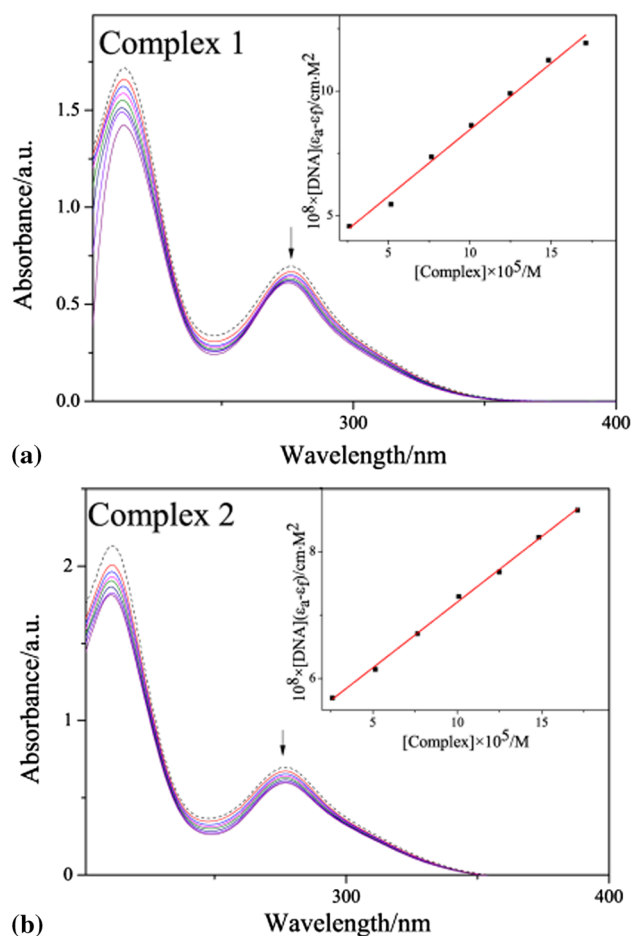 Complex 1
Absorbance/a.u.
1.5
1.0
0.5
0.0
300
400
Wavelength/nm
10⁸×[DNA](εa-εf)/cm·M²
10
5
5
10
15
[Complex]×10⁵/M
(a)
Complex 2
Absorbance/a.u.
2
1
0
300
400
Wavelength/nm
10⁸×[DNA](εa-εf)/cm·M²
8
6
5
10
15
[Complex]×10⁵/M
(b)